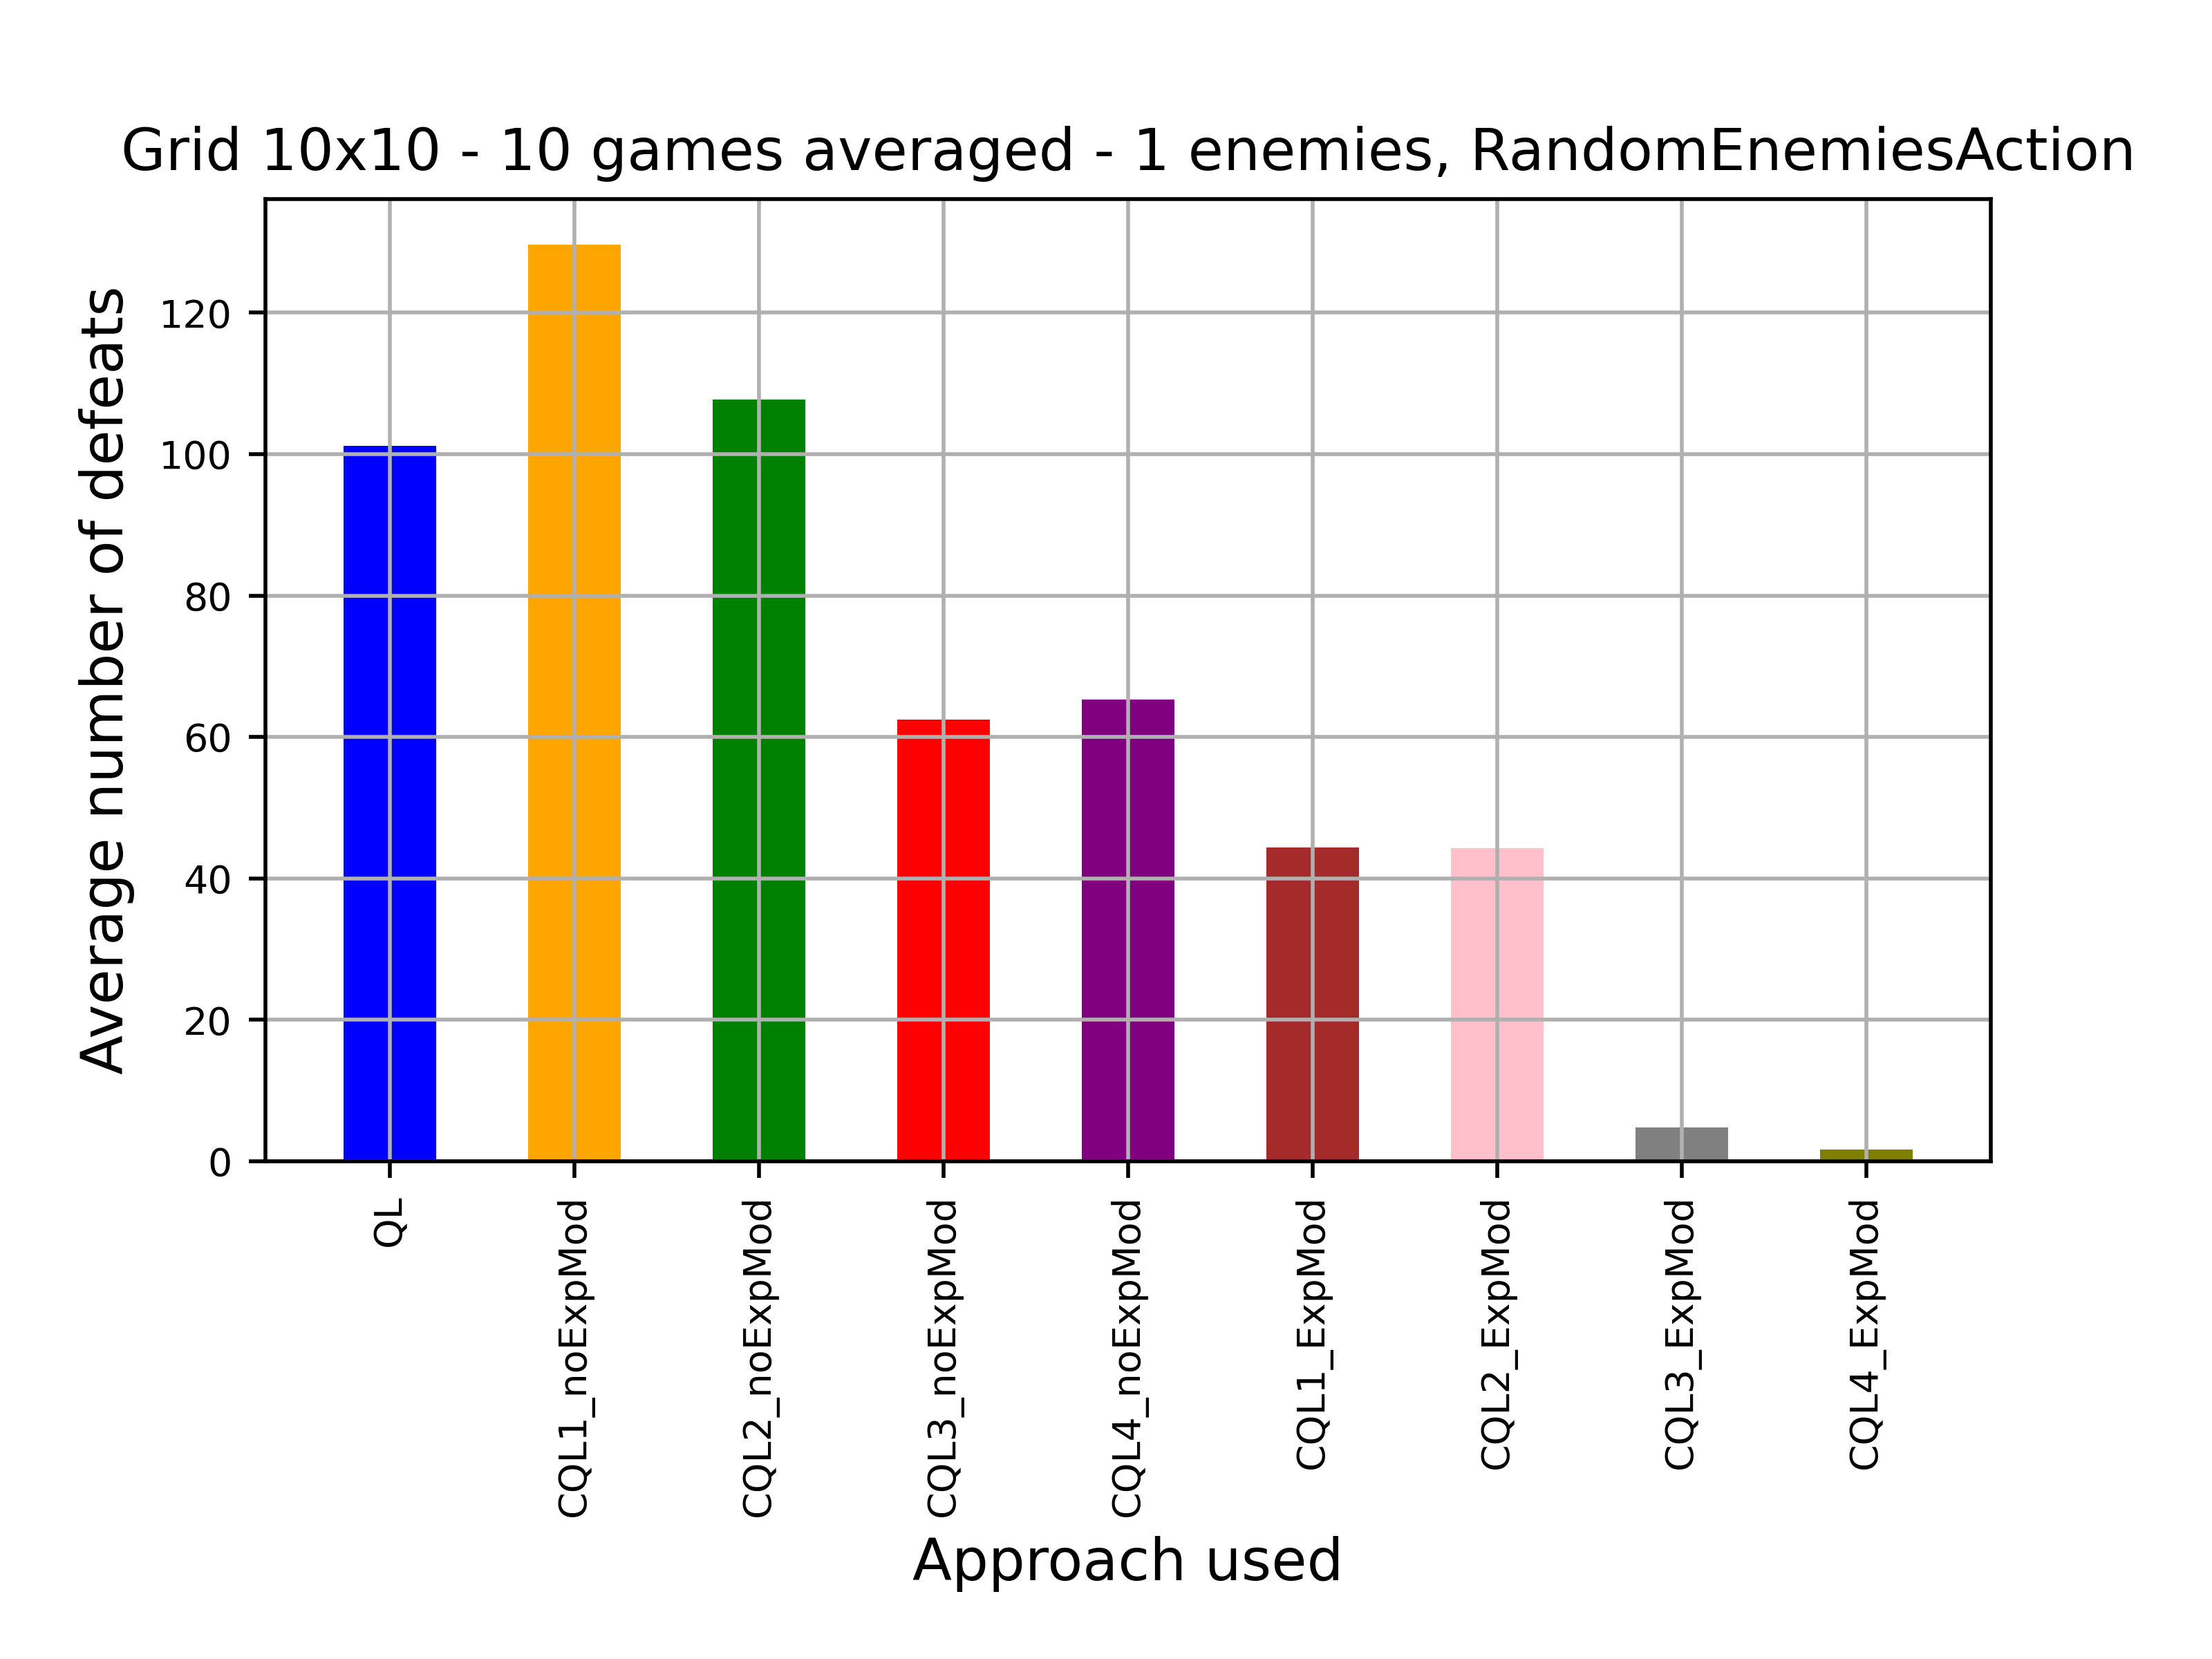 Grid 10x10 - 10 games averaged - 1 enemies, RandomEnemiesAction
Average number of defeats
120
100
80
60
40
20
0
QL
CQL1_noExpMod
CQL2_noExpMod
CQL3_noExpMod
CQL4_noExpMod
CQL1_ExpMod
CQL2_ExpMod
CQL3_ExpMod
CQL4_ExpMod
Approach used